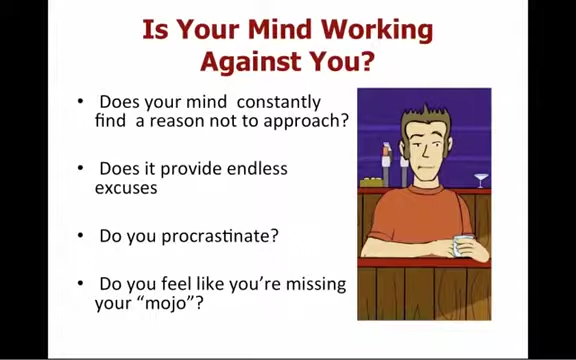 Is Your Mind Working
Against You?
• Does your mind constantly
find a reason not to approach?
• Does it provide endless
excuses
• Do you procrastinate?
• Do you feel like you're missing
your “mojo”?